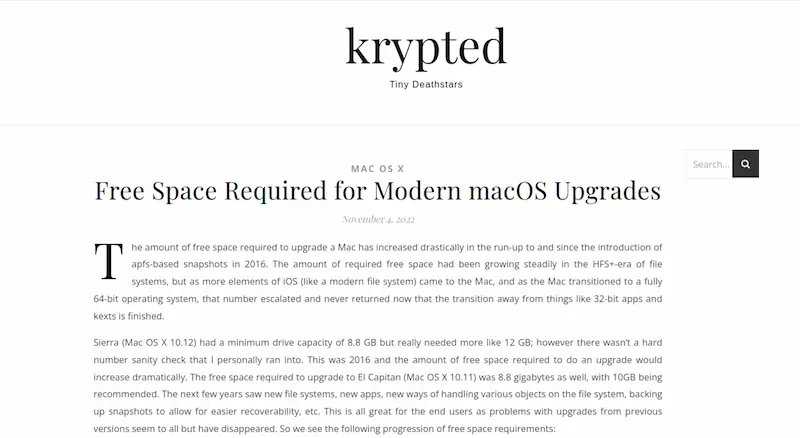 krypted
Tiny Deathstars
Search...
MAC OS X
Free Space Required for Modern macOS Upgrades
November 4, 2022
The amount of free space required to upgrade a Mac has increased drastically in the run-up to and since the introduction of
apfs-based snapshots in 2016. The amount of required free space had been growing steadily in the HFS+-era of file
systems, but as more elements of iOS (like a modern file system) came to the Mac, and as the Mac transitioned to a fully
64-bit operating system, that number escalated and never returned now that the transition away from things like 32-bit apps and
kexts is finished.
Sierra (Mac OS X 10.12) had a minimum drive capacity of 8.8 GB but really needed more like 12 GB; however there wasn't a hard
number sanity check that I personally ran into. This was 2016 and the amount of free space required to do an upgrade would
increase dramatically. The free space required to upgrade to El Capitan (Mac OS X 10.11) was 8.8 gigabytes as well, with 10GB being
recommended. The next few years saw new file systems, new apps, new ways of handling various objects on the file system, backing
up snapshots to allow for easier recoverability, etc. This is all great for the end users as problems with upgrades from previous
versions seem to all but have disappeared. So we see the following progression of free space requirements: